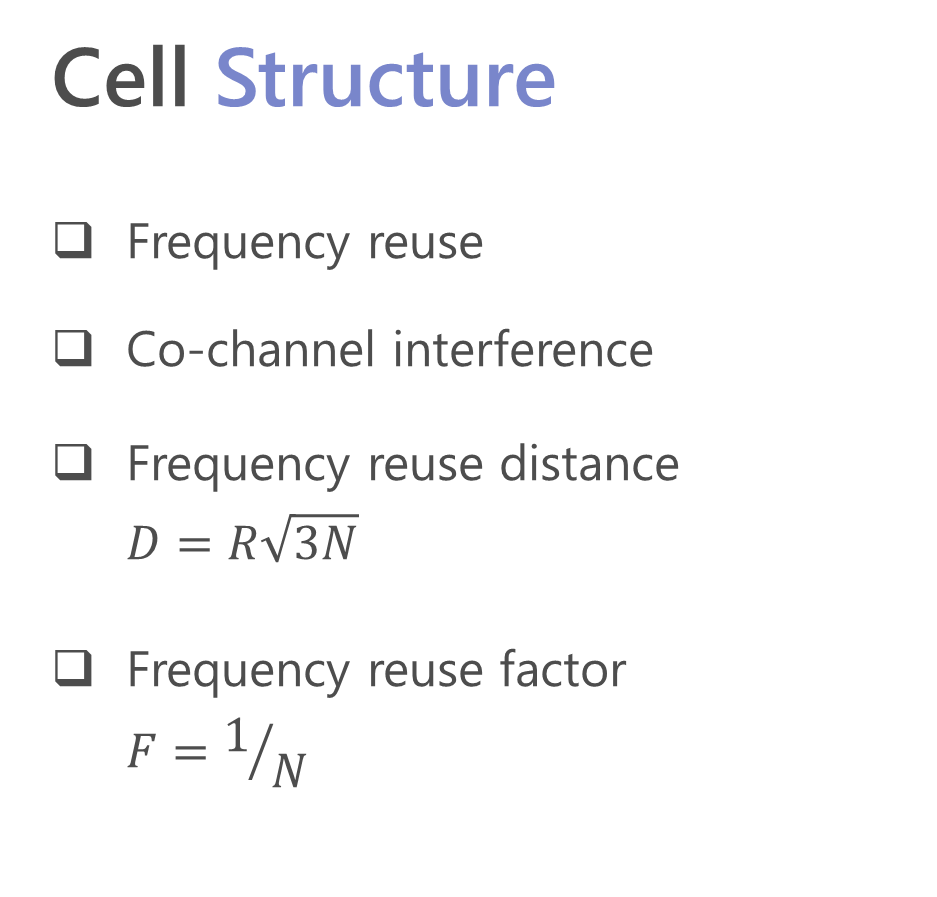 Cell Structure
❑ Frequency reuse
❑ Co-channel interference
❑ Frequency reuse distance
D = R√3N
❑ Frequency reuse factor
F = 1/N